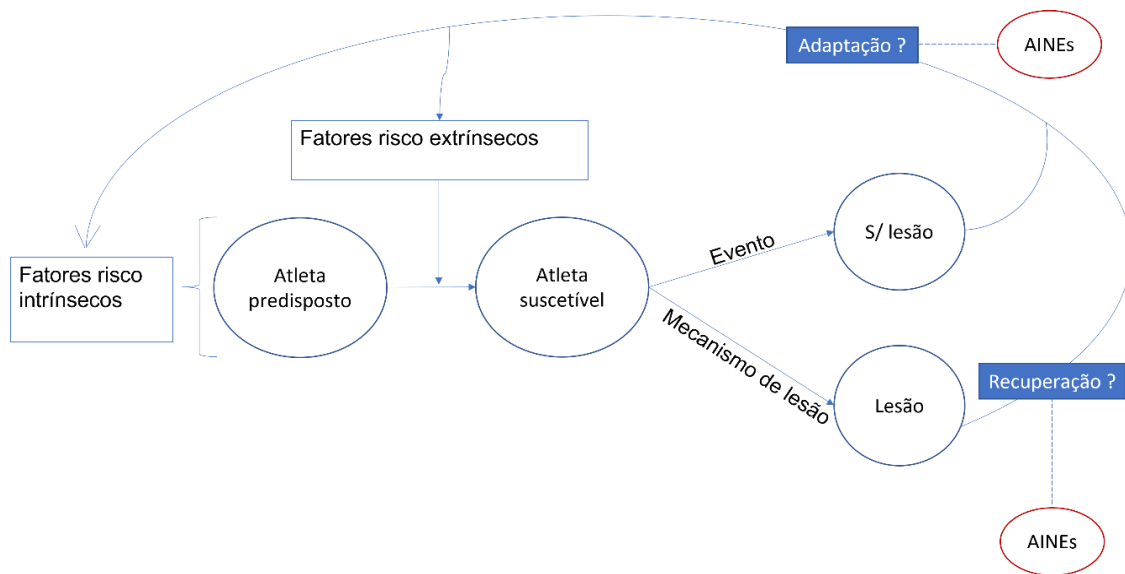 Adaptação ?
AINEs
Fatores risco extrínsecos
Fatores risco
intrínsecos
Atleta
predisposto
Atleta
suscetível
Evento
S/ lesão
Mecanismo de lesão
Lesão
Recuperação ?
AINEs